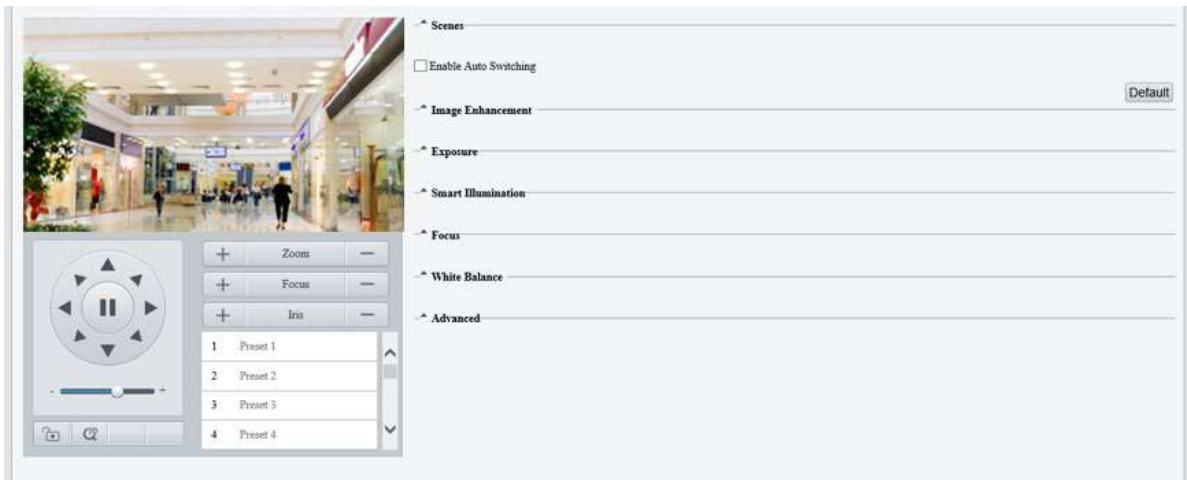 Scenes
Enable Auto Switching
Default
Image Enhancement
Exposure
Smart Illumination
Focus
White Balance
Advanced
+ Zoom —
+ Focus —
+ Iris —
1 Preset 1
2 Preset 2
3 Preset 3
4 Preset 4
- +